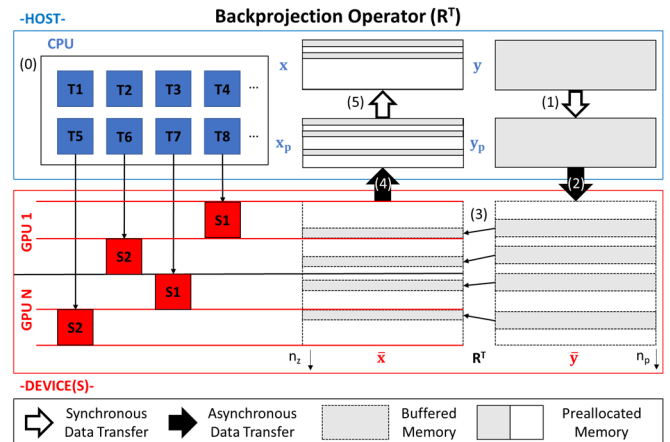 Backprojection Operator (Rᵀ)
-HOST-
CPU
(0)
T1 T2 T3 T4 ...
T5 T6 T7 T8 ...
x
y
(5)
(1)
xₚ
yₚ
(4)
(2)
GPU 1
S1
S2
(3)
GPU N
S1
S2
n_z
x̄
Rᵀ
ȳ
nₚ
-DEVICE(S)-
Synchronous
Data Transfer
Asynchronous
Data Transfer
Buffered
Memory
Preallocated
Memory